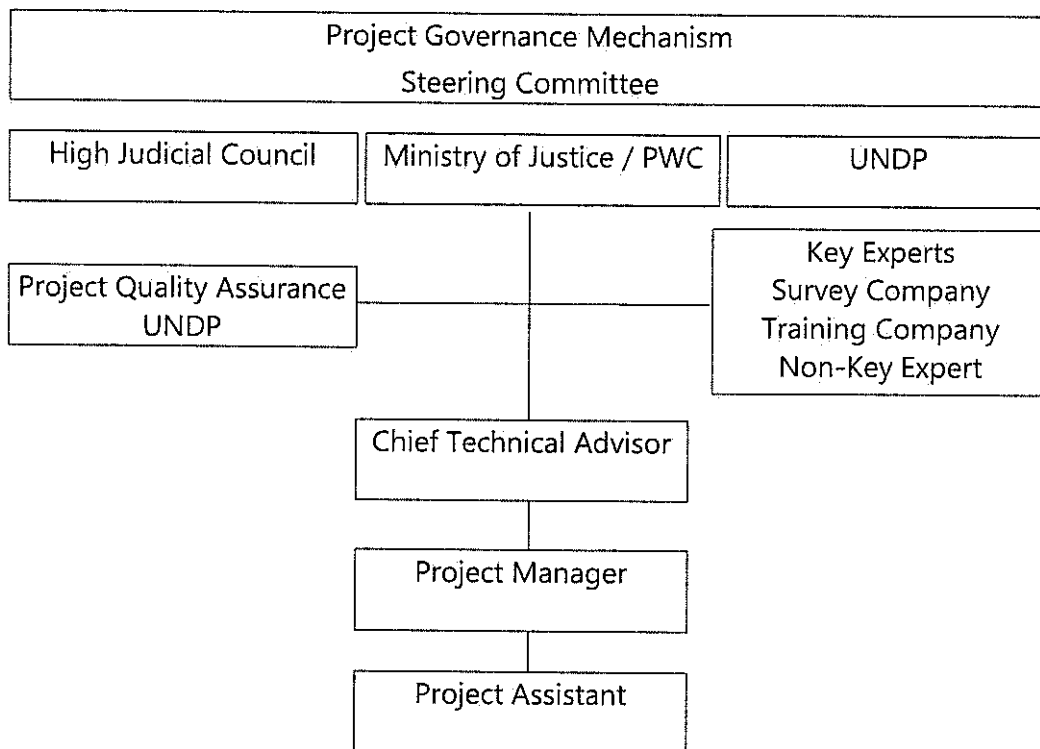 Project Governance Mechanism
Steering Committee
High Judicial Council
Ministry of Justice / PWC
UNDP
Project Quality Assurance
UNDP
Key Experts
Survey Company
Training Company
Non-Key Expert
Chief Technical Advisor
Project Manager
Project Assistant